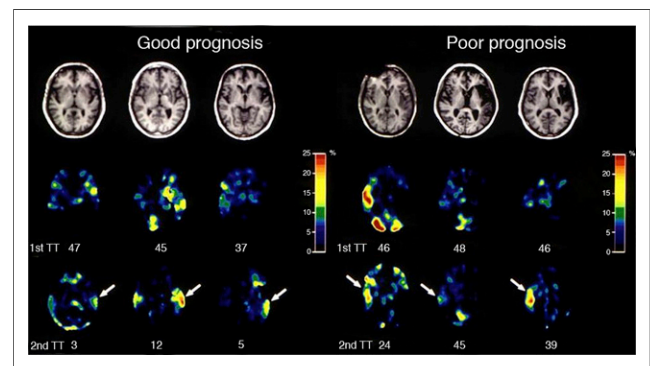 Good prognosis Poor prognosis
25 % 25 %
20 20
15 15
10 10
5 5
0 0
1st TT 47 45 37 1st TT 46 48 46
2nd TT 3 12 5 2nd TT 24 45 39